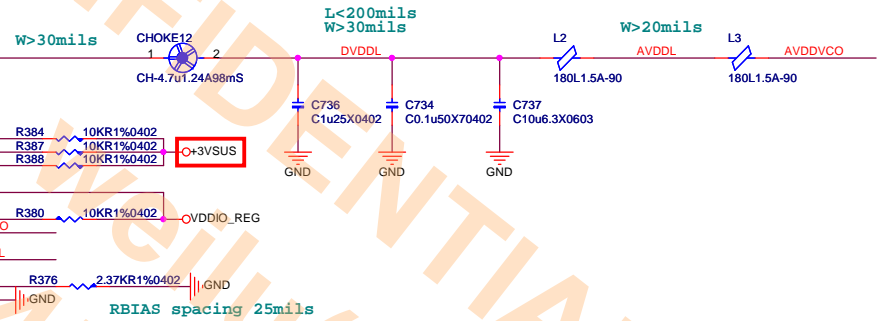 L<200mils
W>30mils
W>30mils
CHOKE12
1
2
CH-4.7u1.24A98mS
DVDDL
L2
180L1.5A-90
W>20mils
AVDDL
L3
180L1.5A-90
AVDDVCO
C736
C1u25X0402
C734
C0.1u50X70402
C737
C10u6.3X0603
GND
GND
GND
R384
10KR1%0402
R387
10KR1%0402
R388
10KR1%0402
+3VSUS
R380
10KR1%0402
VDDIO_REG
O
L
R376
2.37KR1%0402
GND
GND
RBIAS spacing 25mils
FIDENTIAL